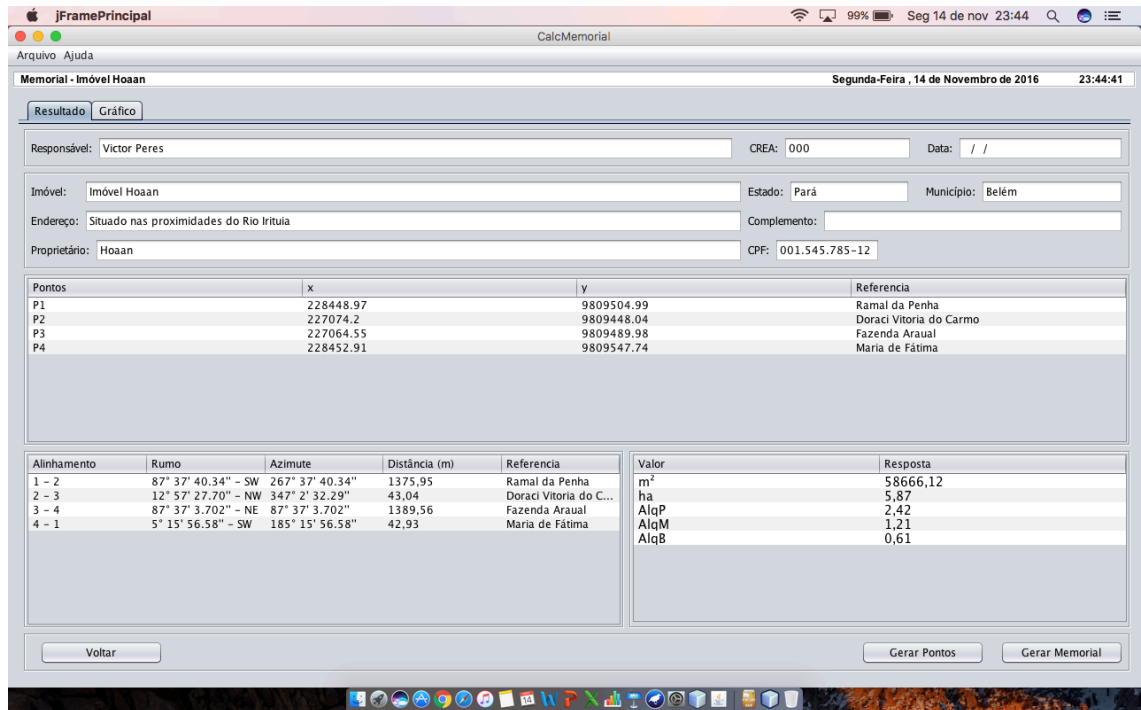 jFramePrincipal 99% Seg 14 de nov 23:44
CalcMemorial
Arquivo Ajuda
Memorial - Imóvel Hoaan Segunda-Feira , 14 de Novembro de 2016 23:44:41
Resultado Gráfico
Responsável: Victor Peres CREA: 000 Data: / /
Imóvel: Imóvel Hoaan Estado: Pará Município: Belém
Endereço: Situado nas proximidades do Rio Irituia Complemento:
Proprietário: Hoaan CPF: 001.545.785-12
Pontos x y Referencia
P1 228448.97 9809504.99 Ramal da Penha
P2 227074.2 9809448.04 Doraci Vitoria do Carmo
P3 227064.55 9809489.98 Fazenda Araual
P4 228452.91 9809547.74 Maria de Fátima
Alinhamento Rumo Azimute Distância (m) Referencia
1 - 2 87° 37' 40.34" - SW 267° 37' 40.34" 1375,95 Ramal da Penha
2 - 3 12° 57' 27.70" - NW 347° 2' 32.29" 43,04 Doraci Vitoria do C...
3 - 4 87° 37' 3.702" - NE 87° 37' 3.702" 1389,56 Fazenda Araual
4 - 1 5° 15' 56.58" - SW 185° 15' 56.58" 42,93 Maria de Fátima
Valor Resposta
m² 58666,12
ha 5,87
AlqP 2,42
AlqM 1,21
AlqB 0,61
Voltar Gerar Pontos Gerar Memorial